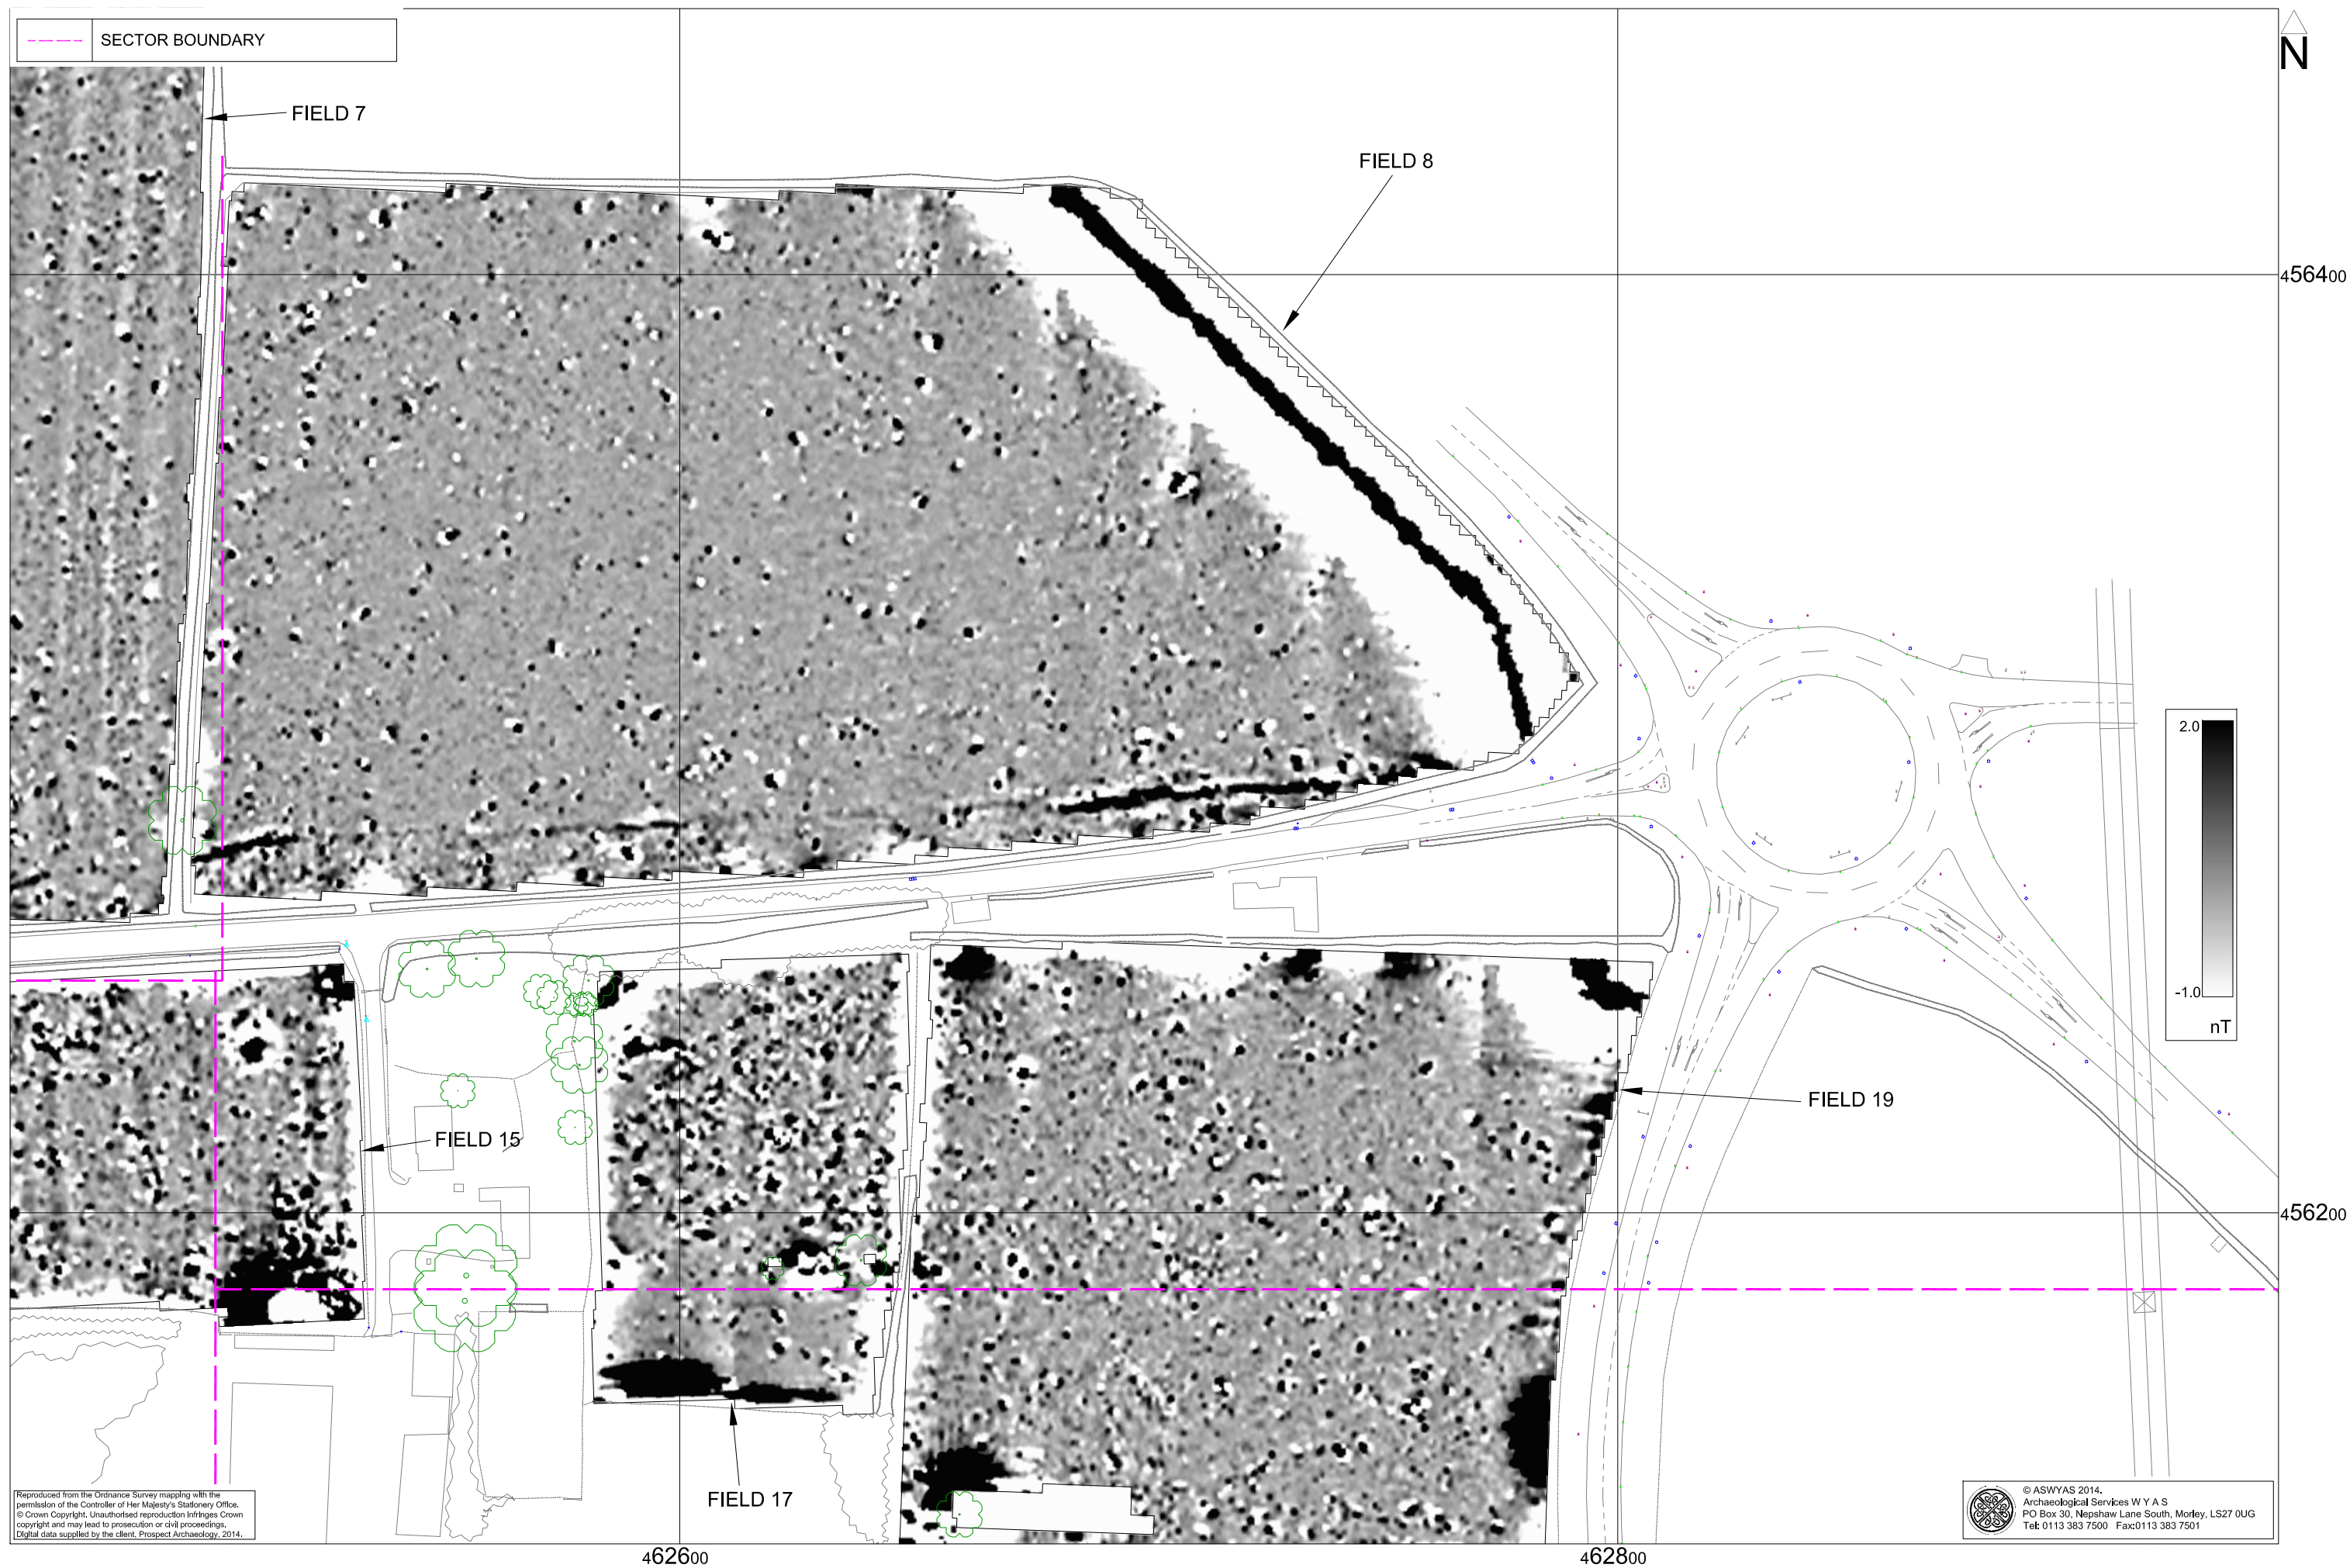 SECTOR BOUNDARY
N
FIELD 7
FIELD 8
456400
2.0
-1.0
nT
FIELD 19
FIELD 15
456200
FIELD 17
Reproduced from the Ordnance Survey mapping with the
permission of the Controller of Her Majesty's Stationery Office.
© Crown Copyright. Unauthorised reproduction infringes Crown
copyright and may lead to prosecution or civil proceedings.
Digital data supplied by the client, Prospect Archaeology, 2014.
© ASWYAS 2014.
Archaeological Services W Y A S
PO Box 30, Nepshaw Lane South, Morley, LS27 0UG
Tel: 0113 383 7500 Fax:0113 383 7501
462600
462800